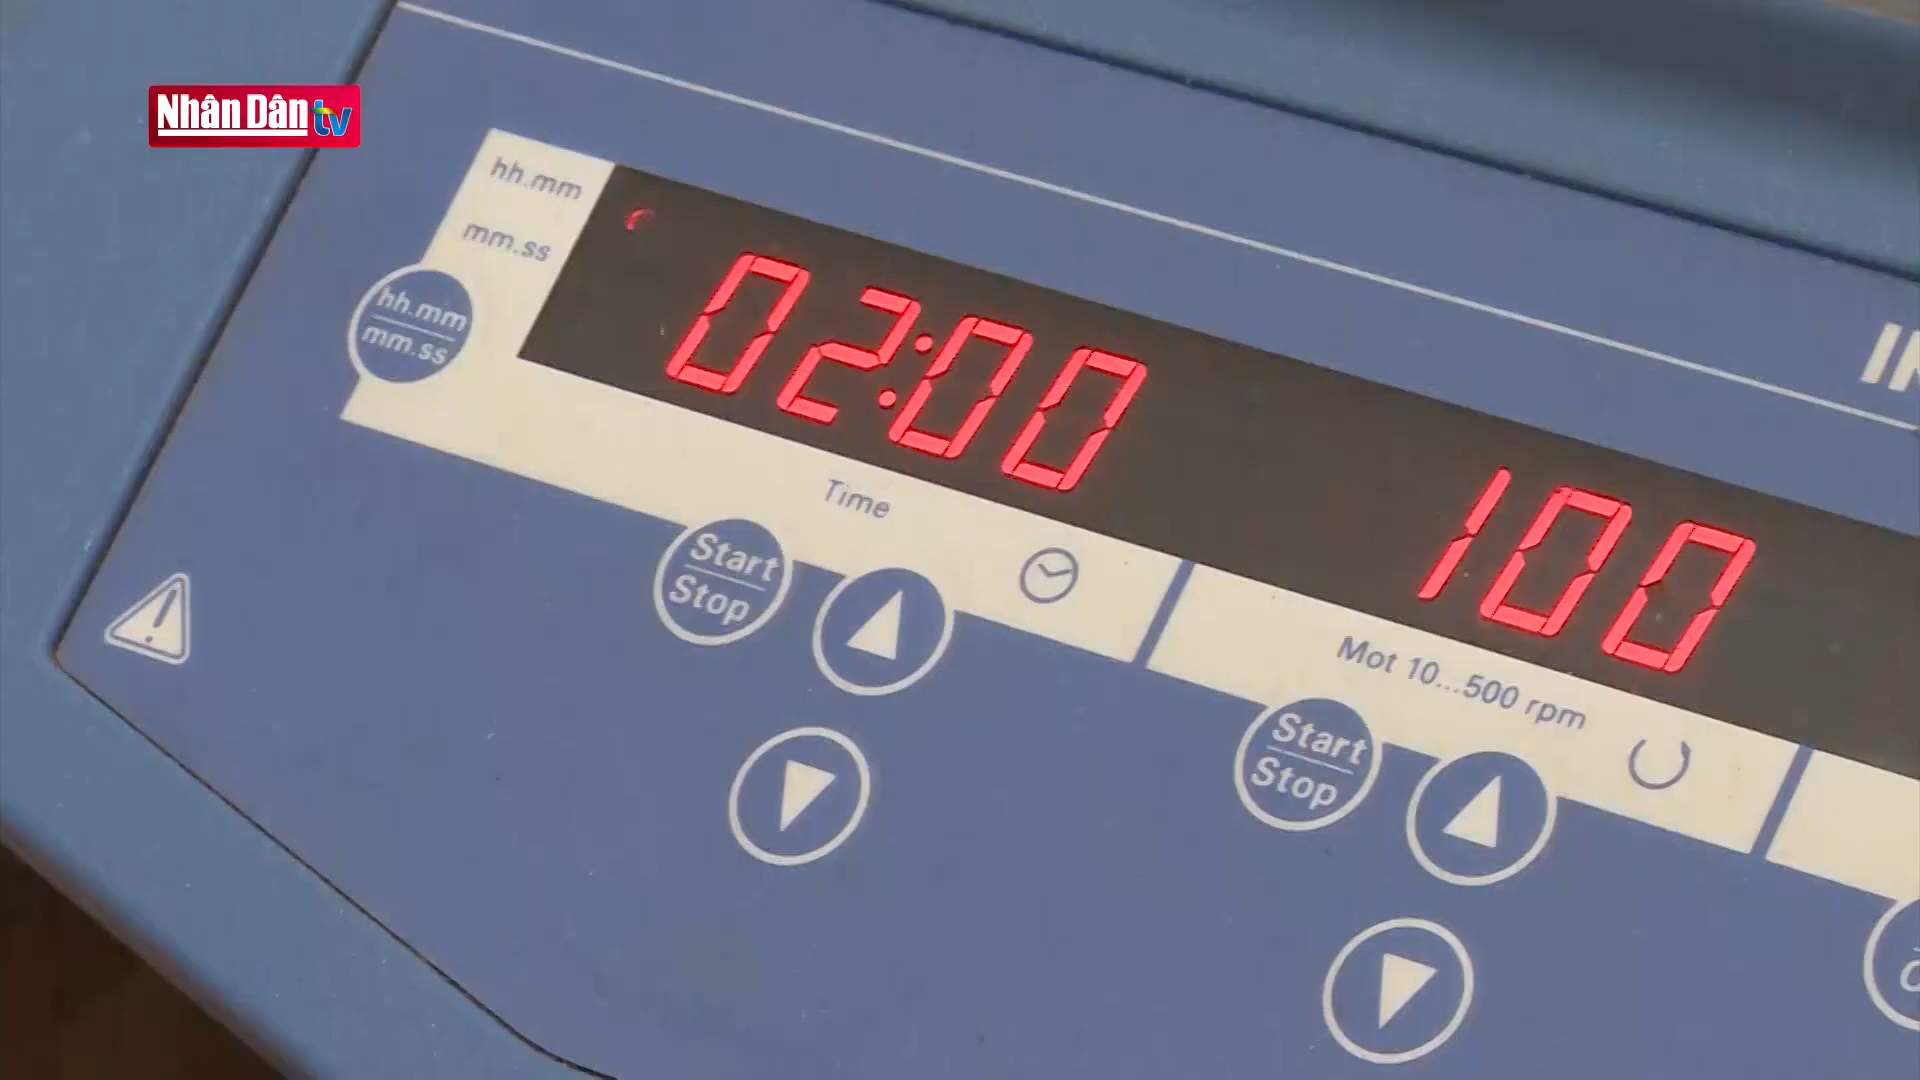 Nhân Dân tv
hh.mm
mm.ss
hh.mm
mm.ss
02:00
100
Time
Start
Stop
Mot 10...500 rpm
Start
Stop